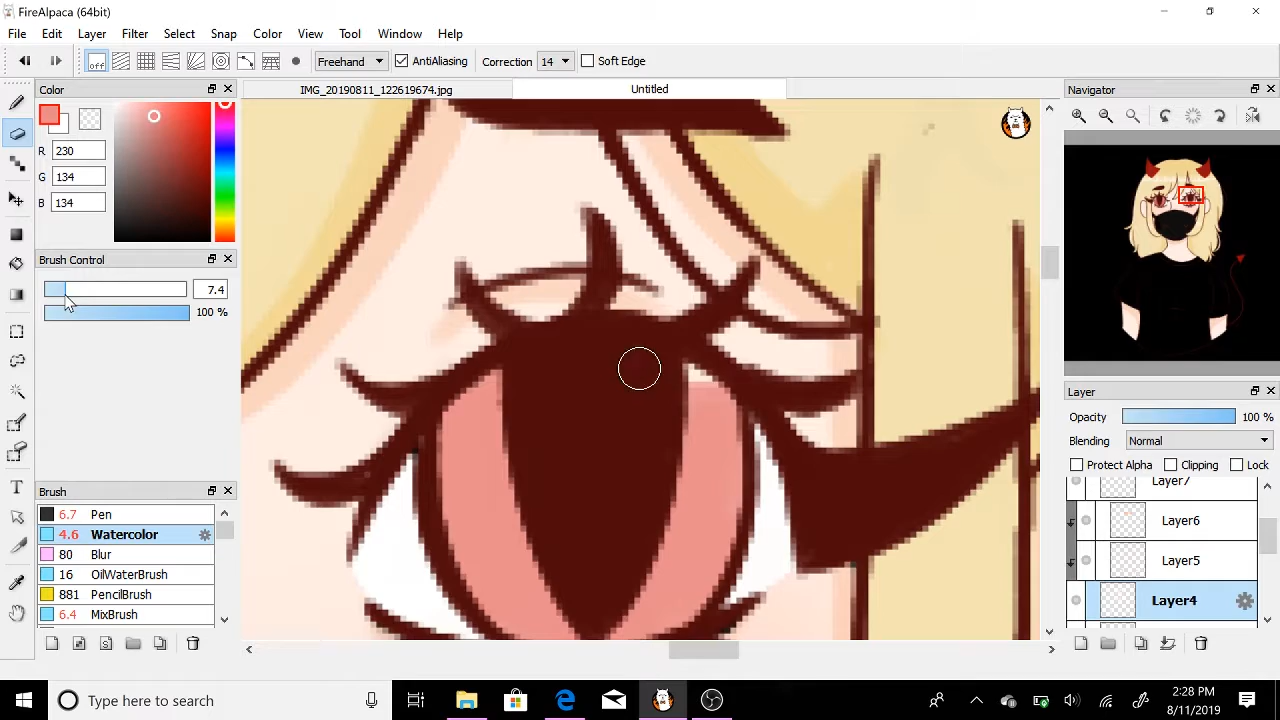 FireAlpaca (64bit)
File Edit Layer Filter Select Snap Color View Tool Window Help
off Freehand AntiAliasing Correction 14 Soft Edge
Color
IMG_20190811_122619674.jpg
Untitled
Navigator
R 230
G 134
B 134
Brush Control
7.4
100 %
Layer
Opacity 100 %
Blending Normal
Protect Alpha Clipping Lock
Layer7
Layer6
Layer5
Layer4
Brush
6.7 Pen
4.6 Watercolor
80 Blur
16 OilWaterBrush
881 PencilBrush
6.4 MixBrush
Type here to search
2:28 PM
8/11/2019